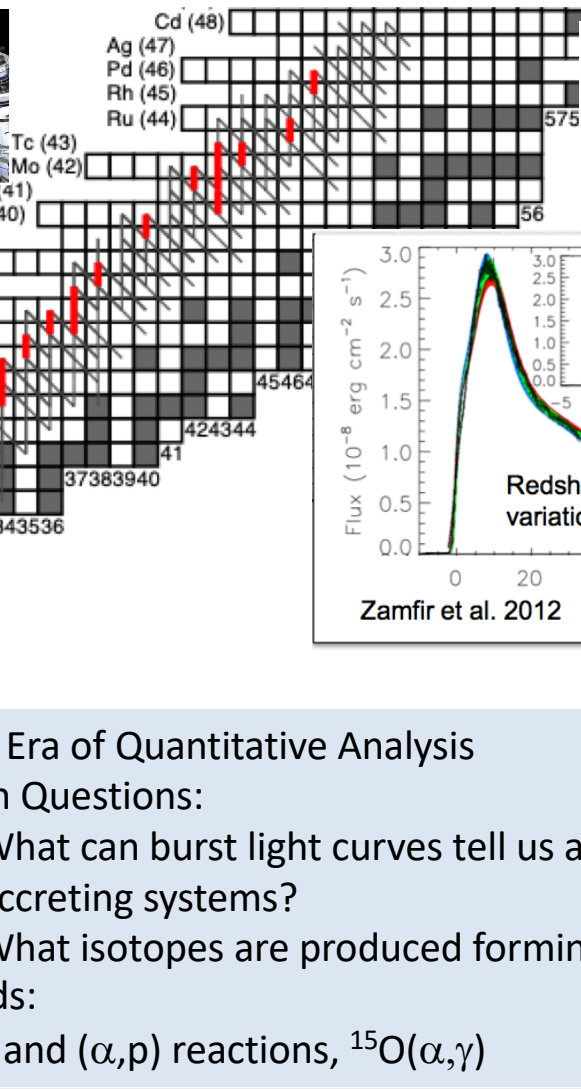 Cd (48)
Ag (47)
Pd (46)
Rh (45)
Ru (44)
575
Tc (43)
Mo (42)
41)
40)
56
45464
424344
41
37383940
343536
3.0
2.5
2.0
1.5
1.0
0.5
0.0
Flux (10⁻⁸ erg cm⁻² s⁻¹)
3.0
2.5
2.0
1.5
1.0
0.5
0.0
−5
Redsh
variatio
0 20
Zamfir et al. 2012
Era of Quantitative Analysis
n Questions:
What can burst light curves tell us a
ccreting systems?
What isotopes are produced formin
ds:
and (α,p) reactions, ¹⁵O(α,γ)